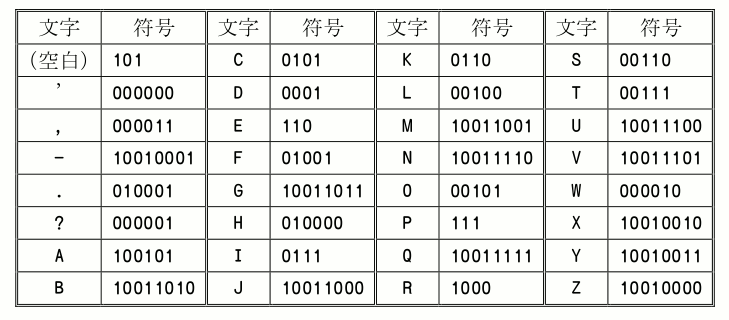 文字 符号 文字 符号 文字 符号 文字 符号
(空白) 101 C 0101 K 0110 S 00110
’ 000000 D 0001 L 00100 T 00111
, 000011 E 110 M 10011001 U 10011100
- 10010001 F 01001 N 10011110 V 10011101
. 010001 G 10011011 O 00101 W 000010
? 000001 H 010000 P 111 X 10010010
A 100101 I 0111 Q 10011111 Y 10010011
B 10011010 J 10011000 R 1000 Z 10010000